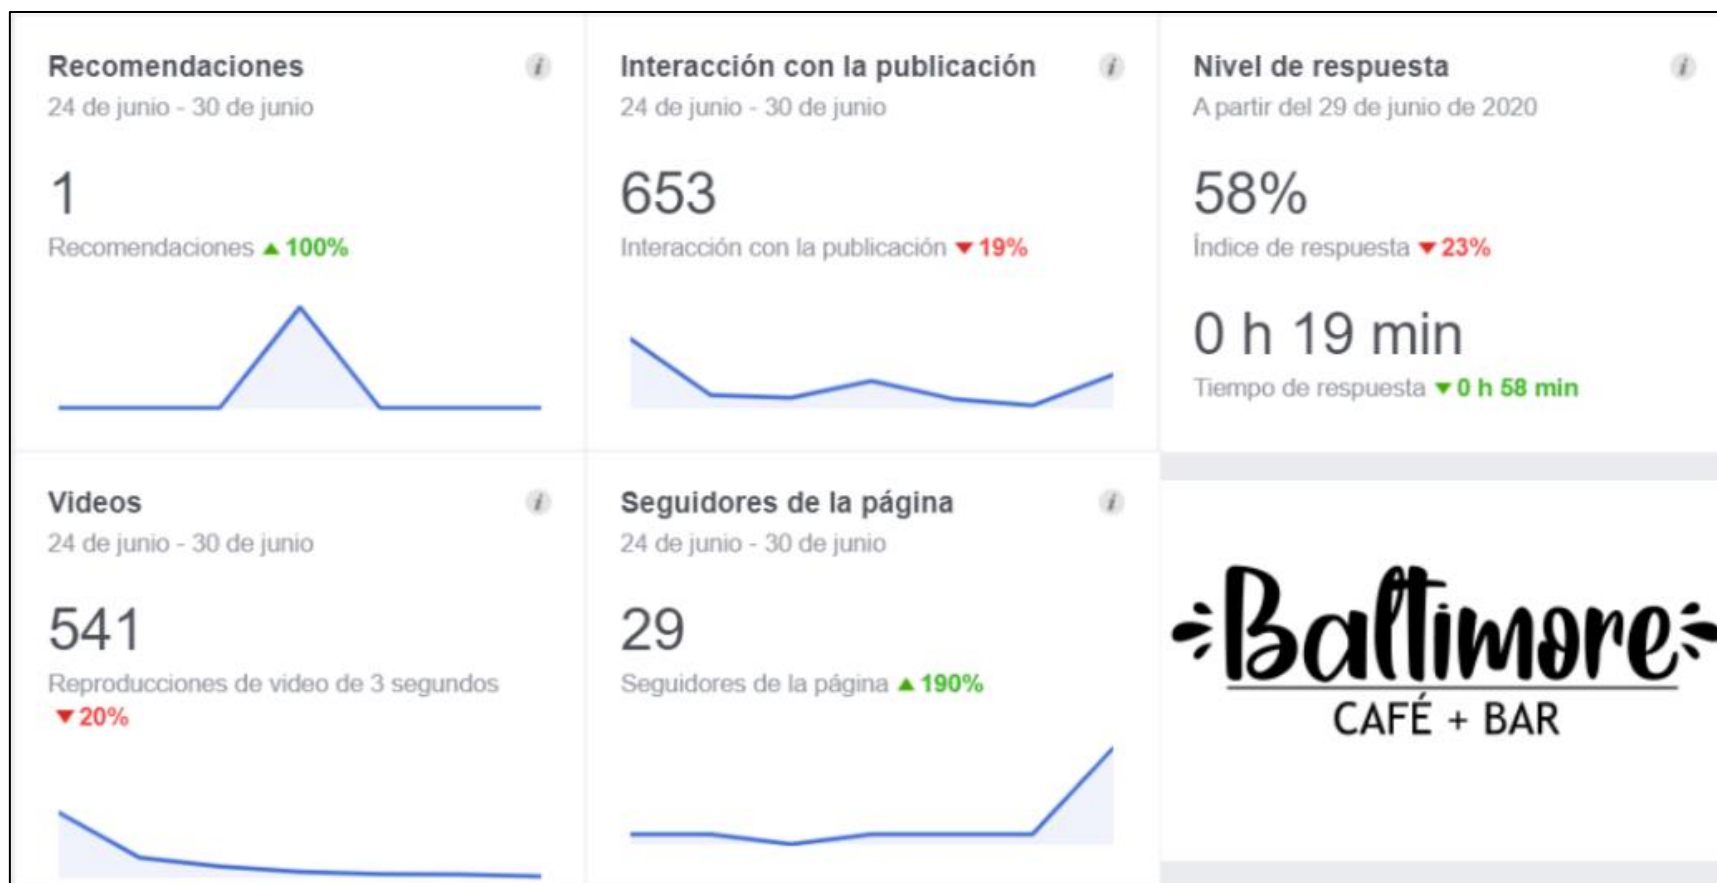 Recomendaciones
24 de junio - 30 de junio
1
Recomendaciones ▲ 100%
Interacción con la publicación
24 de junio - 30 de junio
653
Interacción con la publicación ▼ 19%
Nivel de respuesta
A partir del 29 de junio de 2020
58%
Índice de respuesta ▼ 23%
0 h 19 min
Tiempo de respuesta ▼ 0 h 58 min
Videos
24 de junio - 30 de junio
541
Reproducciones de video de 3 segundos
▼ 20%
Seguidores de la página
24 de junio - 30 de junio
29
Seguidores de la página ▲ 190%
Baltimore
CAFÉ + BAR